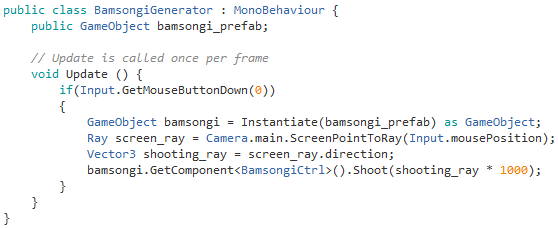 public class BamsongiGenerator : MonoBehaviour {
    public GameObject bamsongi_prefab;

    // Update is called once per frame
    void Update () {
        if(Input.GetMouseButtonDown(0))
        {
            GameObject bamsongi = Instantiate(bamsongi_prefab) as GameObject;
            Ray screen_ray = Camera.main.ScreenPointToRay(Input.mousePosition);
            Vector3 shooting_ray = screen_ray.direction;
            bamsongi.GetComponent<BamsongiCtrl>().Shoot(shooting_ray * 1000);
        }
    }
}